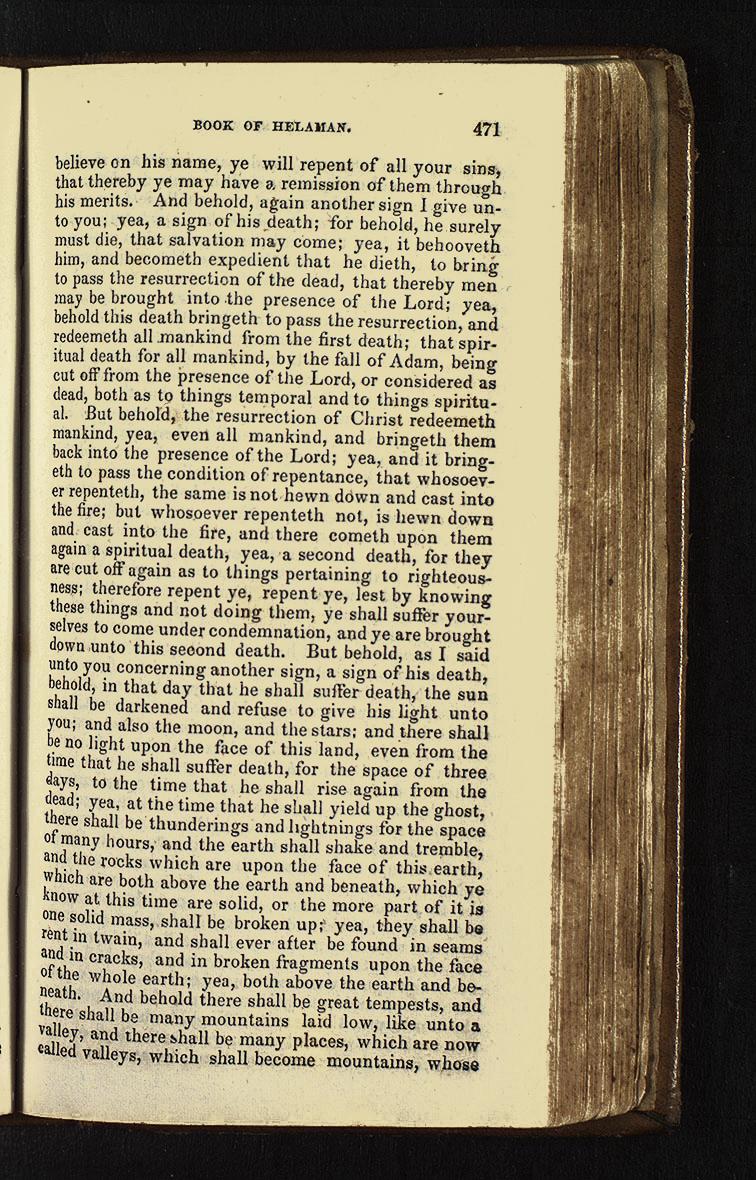 BOOK OF HELAMAN. 471
believe on his name, ye will repent of all your sins,
that thereby ye may have a remission of them through
his merits. And behold, again another sign I give un-
to you; yea, a sign of his death; for behold, he surely
must die, that salvation may come; yea, it behooveth
him, and becometh expedient that he dieth, to bring
to pass the resurrection of the dead, that thereby men
may be brought into the presence of the Lord; yea,
behold this death bringeth to pass the resurrection, and
redeemeth all mankind from the first death; that spir-
itual death for all mankind, by the fall of Adam, being
cut off from the presence of the Lord, or considered as
dead, both as to things temporal and to things spiritu-
al. But behold, the resurrection of Christ redeemeth
mankind, yea, even all mankind, and bringeth them
back into the presence of the Lord; yea, and it bring-
eth to pass the condition of repentance, that whosoev-
er repenteth, the same is not hewn down and cast into
the fire; but whosoever repenteth not, is hewn down
and cast into the fire, and there cometh upon them
again a spiritual death, yea, a second death, for they
are cut off again as to things pertaining to righteous-
ness; therefore repent ye, repent ye, lest by knowing
these things and not doing them, ye shall suffer your-
selves to come under condemnation, and ye are brought
down unto this second death. But behold, as I said
unto you concerning another sign, a sign of his death,
behold, in that day that he shall suffer death, the sun
shall be darkened and refuse to give his light unto
you; and also the moon, and the stars; and there shall
be no light upon the face of this land, even from the
time that he shall suffer death, for the space of three
days, to the time that he shall rise again from the
dead; yea, at the time that he shall yield up the ghost,
there shall be thunderings and lightnings for the space
of many hours, and the earth shall shake and tremble,
and the rocks which are upon the face of this earth,
which are both above the earth and beneath, which ye
know at this time are solid, or the more part of it is
one solid mass, shall be broken up; yea, they shall be
rent in twain, and shall ever after be found in seams
and in cracks, and in broken fragments upon the face
of the whole earth; yea, both above the earth and be-
neath. And behold there shall be great tempests, and
there shall be many mountains laid low, like unto a
valley, and there shall be many places, which are now
called valleys, which shall become mountains, whose